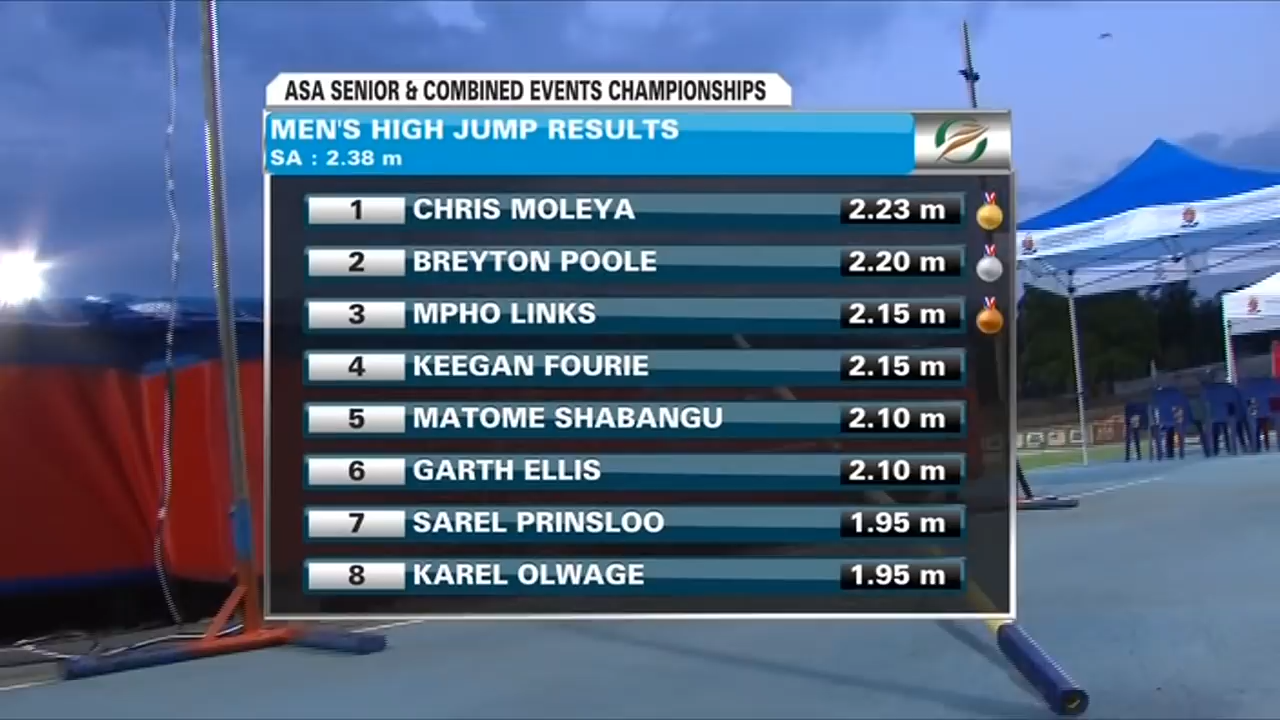 ASA SENIOR & COMBINED EVENTS CHAMPIONSHIPS
MEN'S HIGH JUMP RESULTS
SA : 2.38 m
1 CHRIS MOLEYA 2.23 m
2 BREYTON POOLE 2.20 m
3 MPHO LINKS 2.15 m
4 KEEGAN FOURIE 2.15 m
5 MATOME SHABANGU 2.10 m
6 GARTH ELLIS 2.10 m
7 SAREL PRINSLOO 1.95 m
8 KAREL OLWAGE 1.95 m